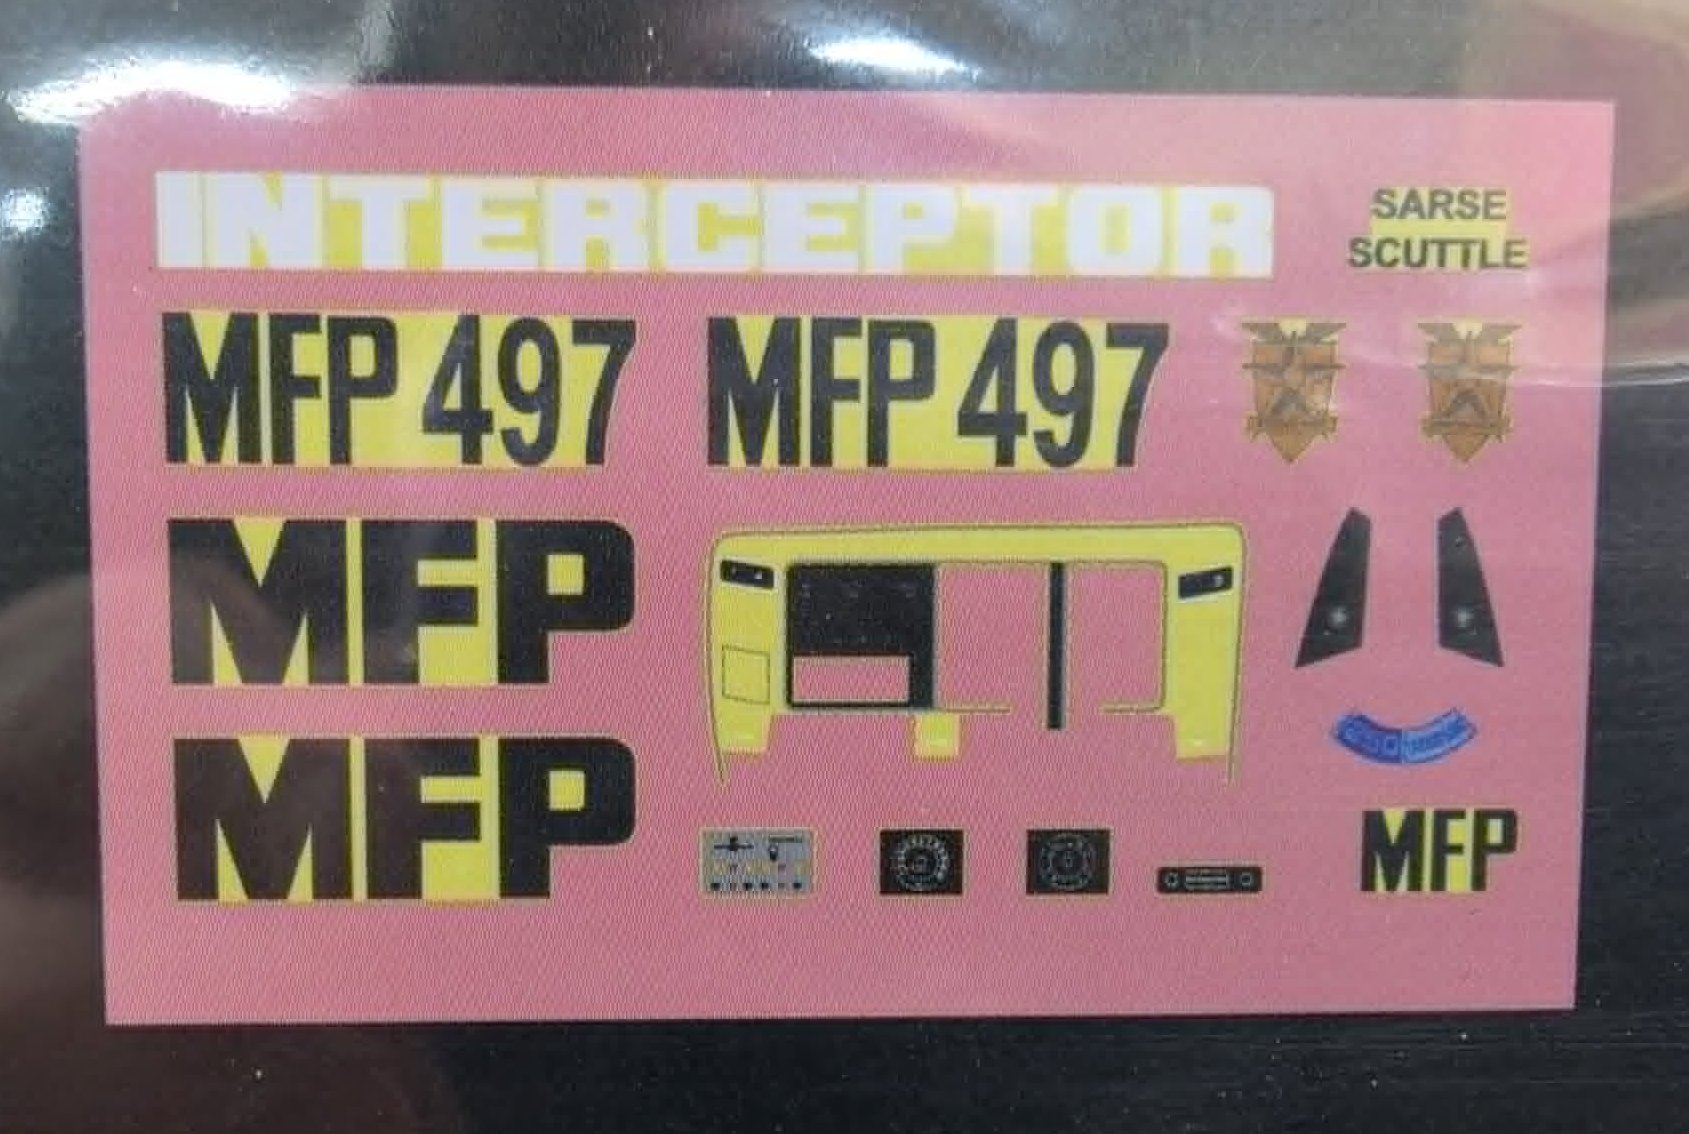 INTERCEPTOR
SARSE
SCUTTLE
MFP 497
MFP 497
MFP
MFP
MFP